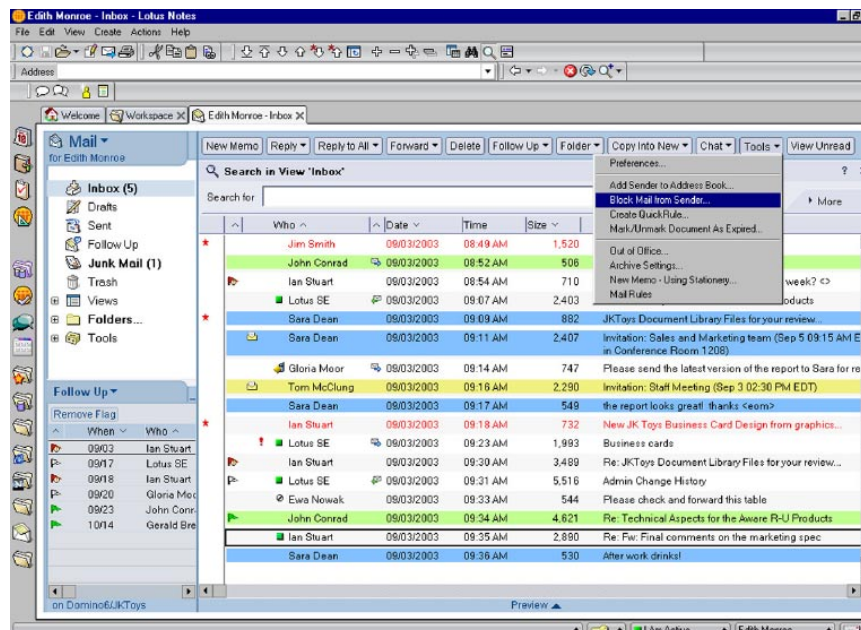 Edith Monroe - Inbox - Lotus Notes
File Edit View Create Actions Help
Address
Welcome Workspace Edith Monroe - Inbox
Mail
for Edith Monroe
New Memo Reply Reply to All Forward Delete Follow Up Folder Copy Into New Chat Tools View Unread
Search in View 'Inbox' ?
Search for More
Preferences...
Add Sender to Address Book...
Block Mail from Sender...
Create QuickRule...
Mark/Unmark Document As Expired...
Out of Office...
Archive Settings...
New Memo - Using Stationery...
Mail Rules
Inbox (5)
Drafts
Sent
Follow Up
Junk Mail (1)
Trash
Views
Folders...
Tools
Who Date Time Size
Jim Smith 09/03/2003 08:49 AM 1,520
John Conrad 09/03/2003 08:52 AM 506
Ian Stuart 09/03/2003 08:54 AM 710 week? <>
Lotus SE 09/03/2003 09:07 AM 2,403 oducts
Sara Dean 09/03/2003 09:09 AM 882 JKToys Document Library Files for your review...
Sara Dean 09/03/2003 09:11 AM 2,407 Invitation: Sales and Marketing team (Sep 5 09:15 AM E
in Conference Room 1208)
Gloria Moor 09/03/2003 09:14 AM 747 Please send the latest version of the report to Sara for re
Tom McClung 09/03/2003 09:16 AM 2,290 Invitation: Staff Meeting (Sep 3 02:30 PM EDT)
Sara Dean 09/03/2003 09:17 AM 549 the report looks great! thanks <eom>
Ian Stuart 09/03/2003 09:18 AM 732 New JK Toys Business Card Design from graphics...
Lotus SE 09/03/2003 09:23 AM 1,993 Business cards
Ian Stuart 09/03/2003 09:30 AM 3,489 Re: JKToys Document Library Files for your review...
Lotus SE 09/03/2003 09:31 AM 5,516 Admin Change History
Ewa Nowak 09/03/2003 09:33 AM 544 Please check and forward this table
John Conrad 09/03/2003 09:34 AM 4,621 Re: Technical Aspects for the Aware R-U Products
Ian Stuart 09/03/2003 09:35 AM 2,890 Re: Fw: Final comments on the marketing spec
Sara Dean 09/03/2003 09:36 AM 530 After work drinks!
Follow Up
Remove Flag
When Who
09/03 Ian Stuart
09/17 Lotus SE
09/18 Ian Stuart
09/20 Gloria Moo
09/23 John Conr
10/14 Gerald Bre
on Domino6/JKToys Preview
I Am Active Edith Monroe